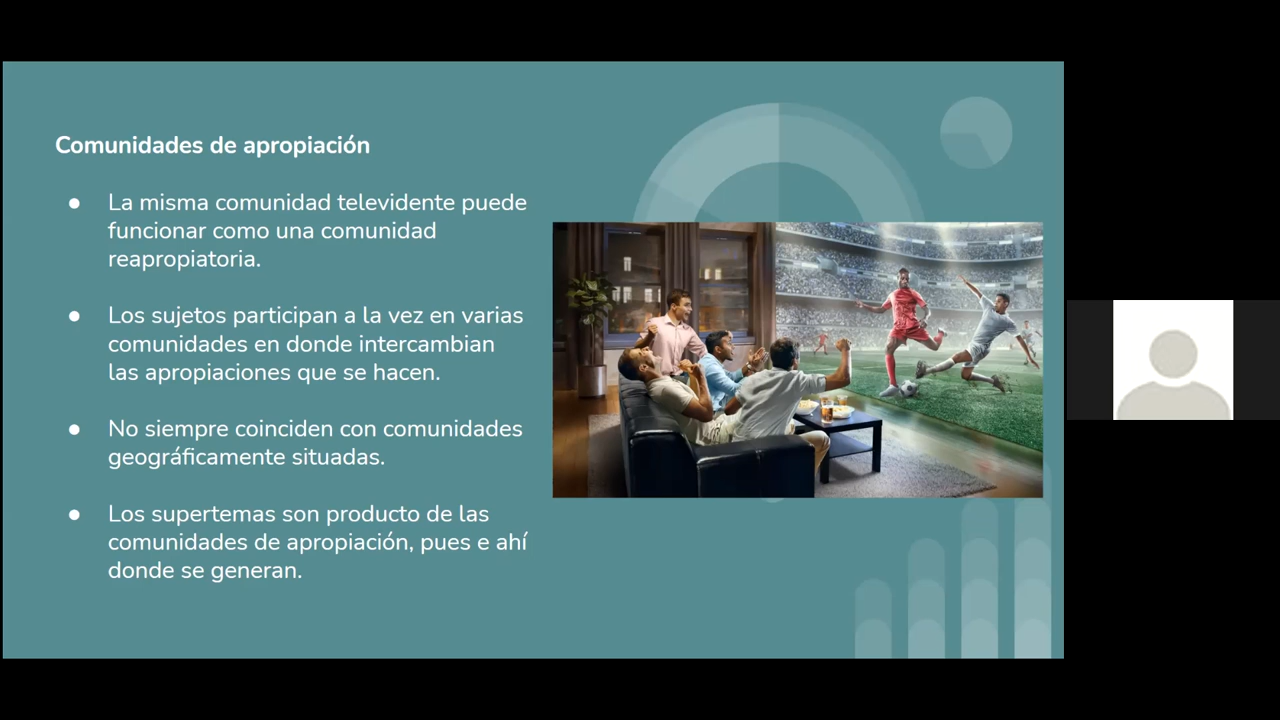 Comunidades de apropiación
● La misma comunidad televidente puede
funcionar como una comunidad
reapropiatoria.
● Los sujetos participan a la vez en varias
comunidades en donde intercambian
las apropiaciones que se hacen.
● No siempre coinciden con comunidades
geográficamente situadas.
● Los supertemas son producto de las
comunidades de apropiación, pues e ahí
donde se generan.